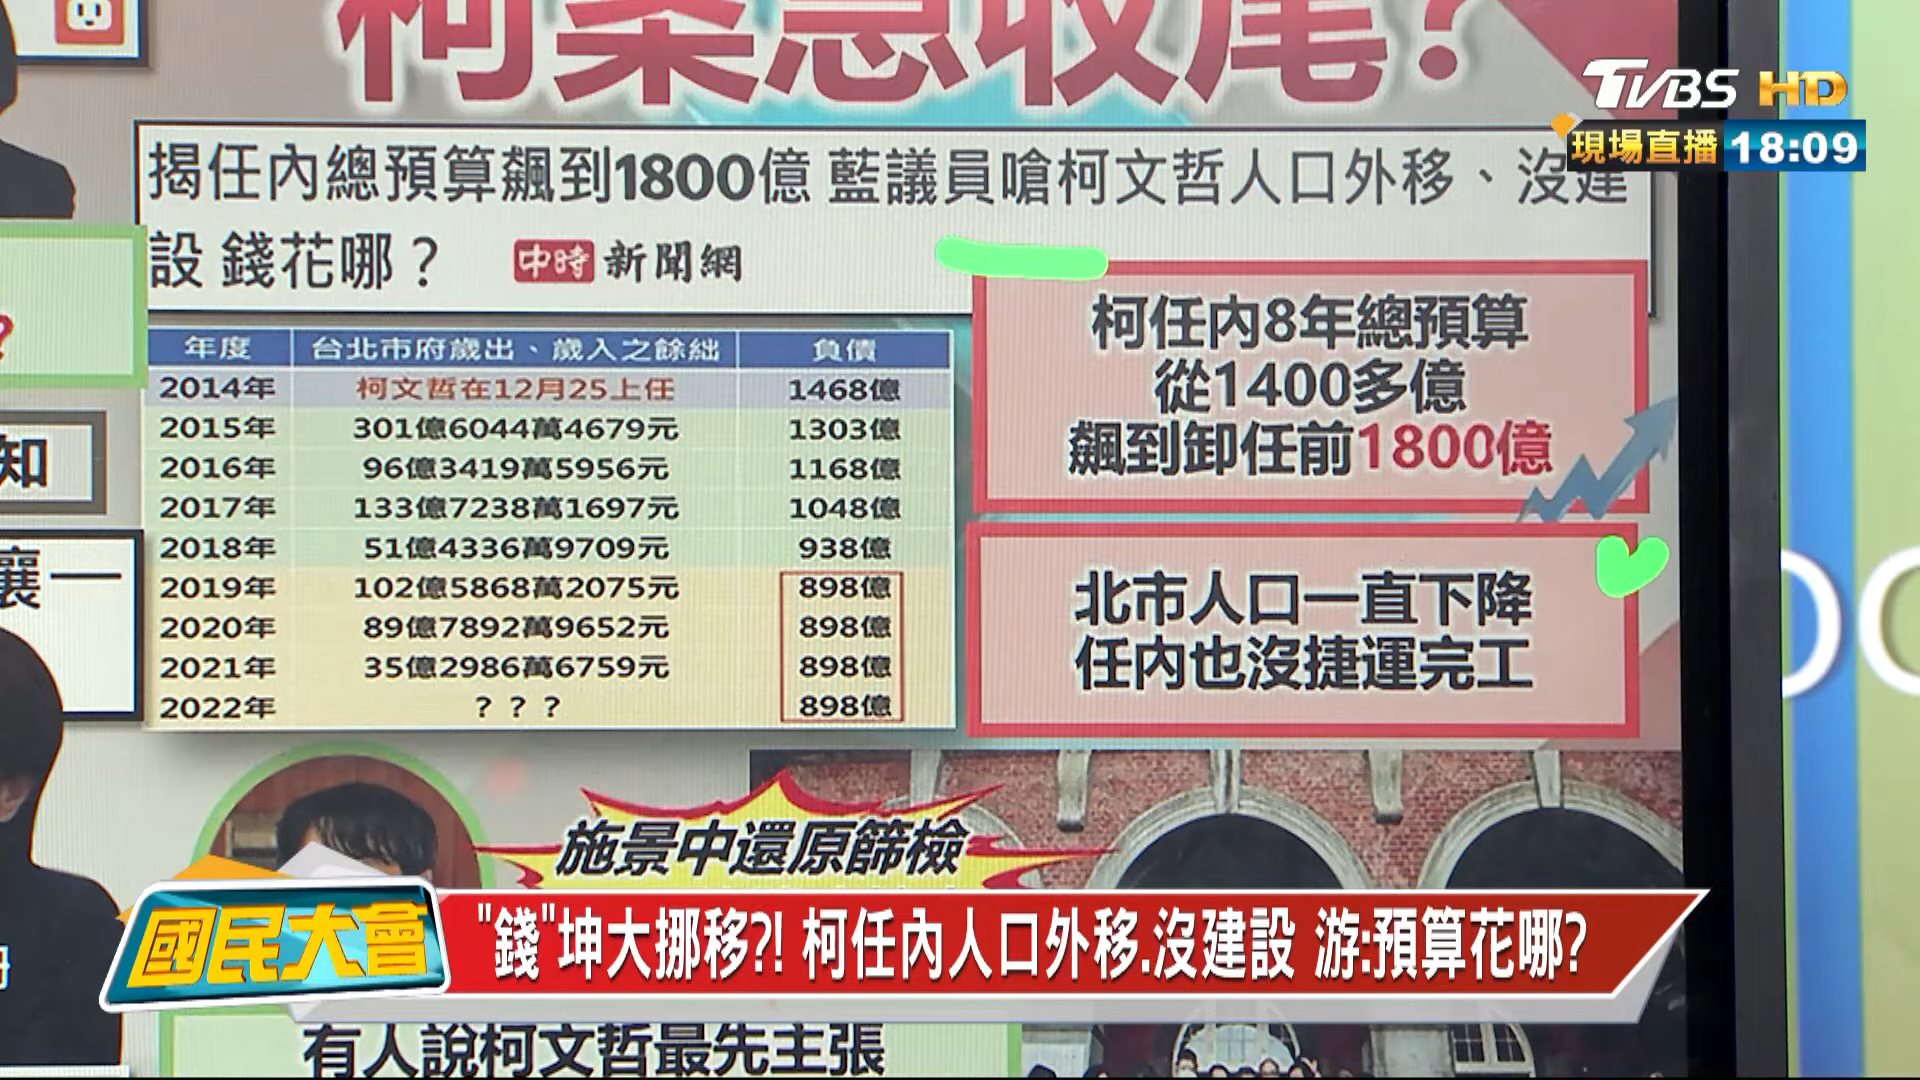 柯案急收尾?
TVBS HD
現場直播 18:09
揭任內總預算飆到1800億 藍議員嗆柯文哲人口外移、沒建
設 錢花哪？ 中時 新聞網
年度 台北市府歲出、歲入之餘絀 負債
2014年 柯文哲在12月25上任 1468億
2015年 301億6044萬4679元 1303億
2016年 96億3419萬5956元 1168億
2017年 133億7238萬1697元 1048億
2018年 51億4336萬9709元 938億
2019年 102億5868萬2075元 898億
2020年 89億7892萬9652元 898億
2021年 35億2986萬6759元 898億
2022年 ？？？ 898億
柯任內8年總預算
從1400多億
飆到卸任前1800億
北市人口一直下降
任內也沒捷運完工
?
知
壤一
施景中還原篩檢
國民大會
"錢"坤大挪移?! 柯任內人口外移.沒建設 游:預算花哪?
有人說柯文哲最先主張